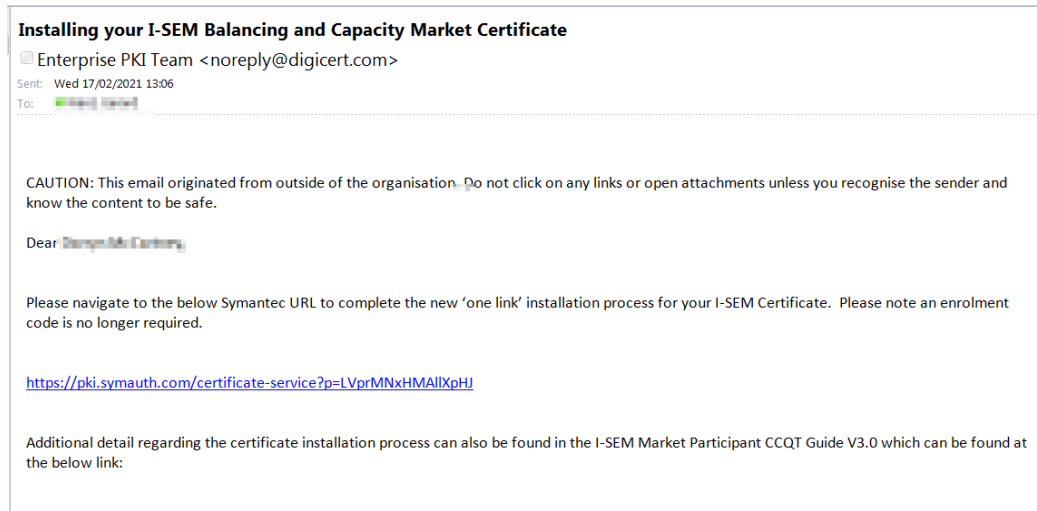 Installing your I-SEM Balancing and Capacity Market Certificate
Enterprise PKI Team <noreply@digicert.com>
Sent: Wed 17/02/2021 13:06
To:
CAUTION: This email originated from outside of the organisation. Do not click on any links or open attachments unless you recognise the sender and
know the content to be safe.
Dear
Please navigate to the below Symantec URL to complete the new ‘one link’ installation process for your I-SEM Certificate. Please note an enrolment
code is no longer required.
https://pki.symauth.com/certificate-service?p=LVprMNxHMAllXpHJ
Additional detail regarding the certificate installation process can also be found in the I-SEM Market Participant CCQT Guide V3.0 which can be found at
the below link: